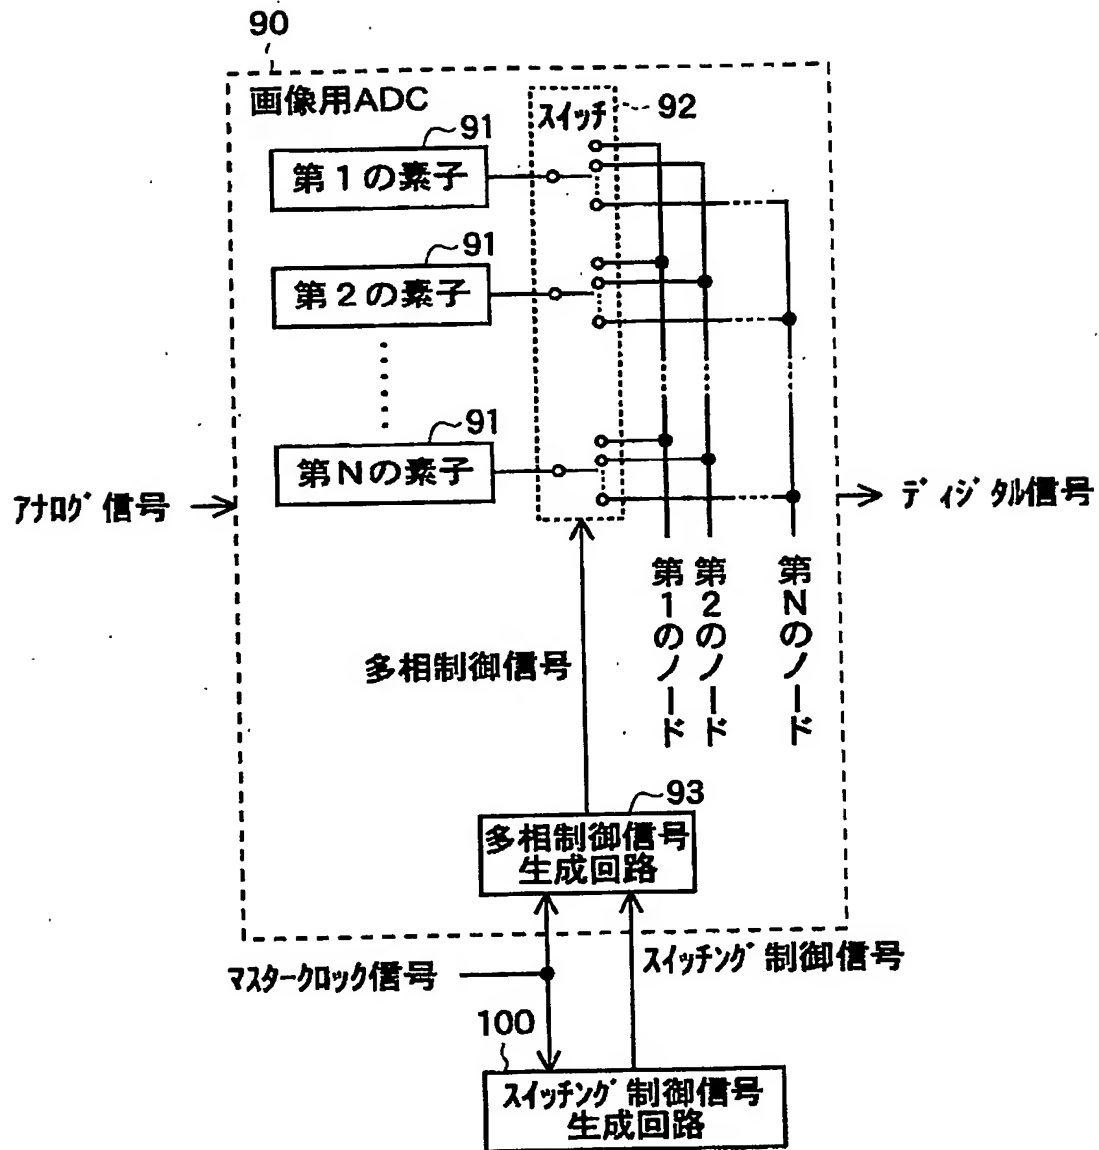 90
画像用ADC
スイッチ
92
91
第1の素子
91
第2の素子
91
第Nの素子
アナログ信号
ディジタル信号
第1のノード
第2のノード
第Nのノード
多相制御信号
93
多相制御信号
生成回路
マスタークロック信号
スイッチング制御信号
100
スイッチング制御信号
生成回路